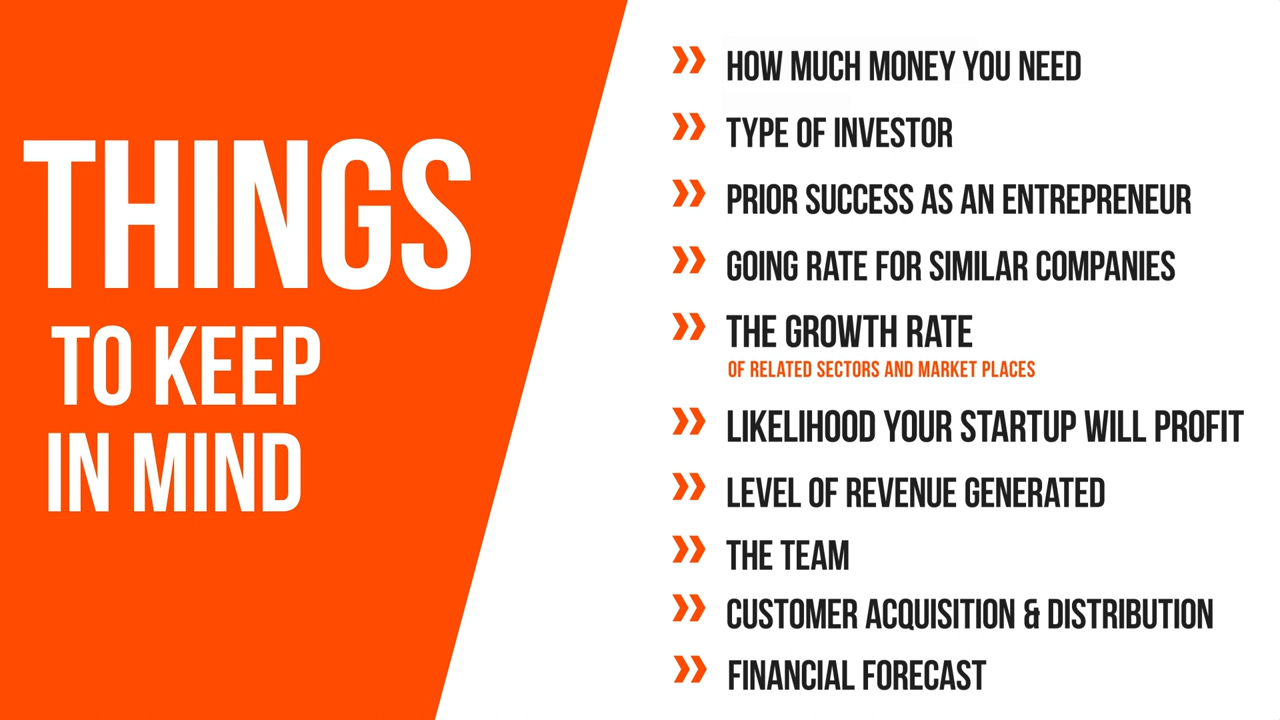 THINGS
TO KEEP
IN MIND
HOW MUCH MONEY YOU NEED
TYPE OF INVESTOR
PRIOR SUCCESS AS AN ENTREPRENEUR
GOING RATE FOR SIMILAR COMPANIES
THE GROWTH RATE
OF RELATED SECTORS AND MARKET PLACES
LIKELIHOOD YOUR STARTUP WILL PROFIT
LEVEL OF REVENUE GENERATED
THE TEAM
CUSTOMER ACQUISITION & DISTRIBUTION
FINANCIAL FORECAST